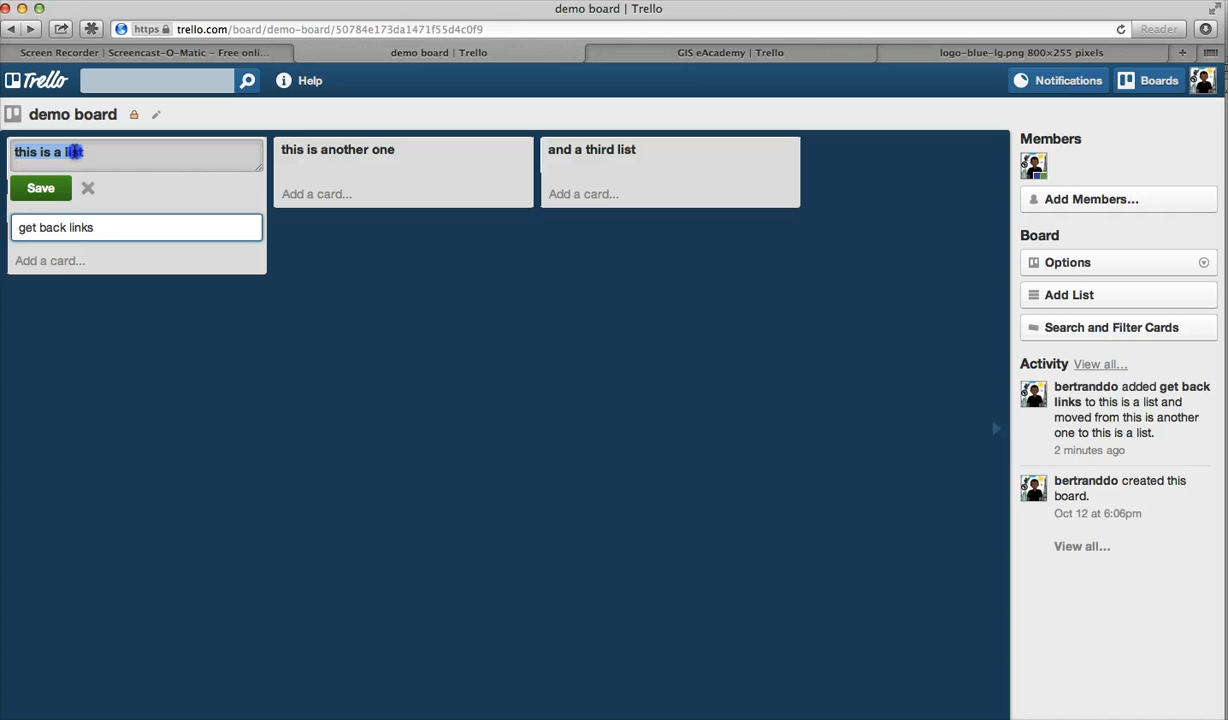 demo board | Trello
https trello.com/board/demo-board/50784e173da1471f55d4c0f9
Reader
Screen Recorder | Screencast-O-Matic - Free onli...
demo board | Trello
GIS eAcademy | Trello
logo-blue-lg.png 800×255 pixels
Trello
Help
Notifications
Boards
demo board
this is a list
Save
get back links
Add a card...
this is another one
Add a card...
and a third list
Add a card...
Members
Add Members...
Board
Options
Add List
Search and Filter Cards
Activity View all...
bertranddo added get back
links to this is a list and
moved from this is another
one to this is a list.
2 minutes ago
bertranddo created this
board.
Oct 12 at 6:06pm
View all...